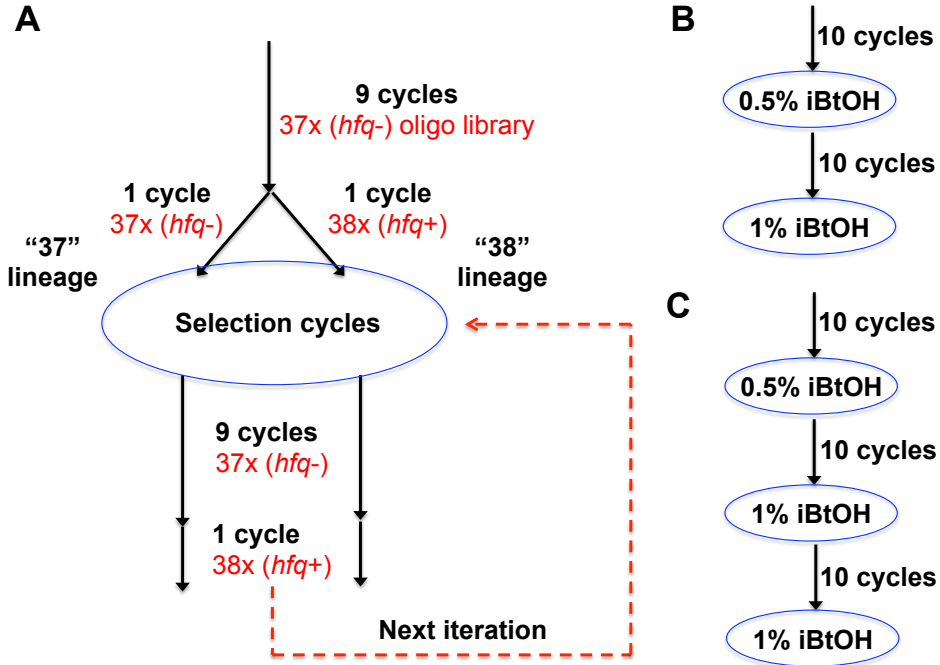 A
9 cycles
37x (hfq-) oligo library
1 cycle
37x (hfq-)
1 cycle
38x (hfq+)
“37”
lineage
“38”
lineage
Selection cycles
9 cycles
37x (hfq-)
1 cycle
38x (hfq+)
Next iteration
B
10 cycles
0.5% iBtOH
10 cycles
1% iBtOH
C
10 cycles
0.5% iBtOH
10 cycles
1% iBtOH
10 cycles
1% iBtOH